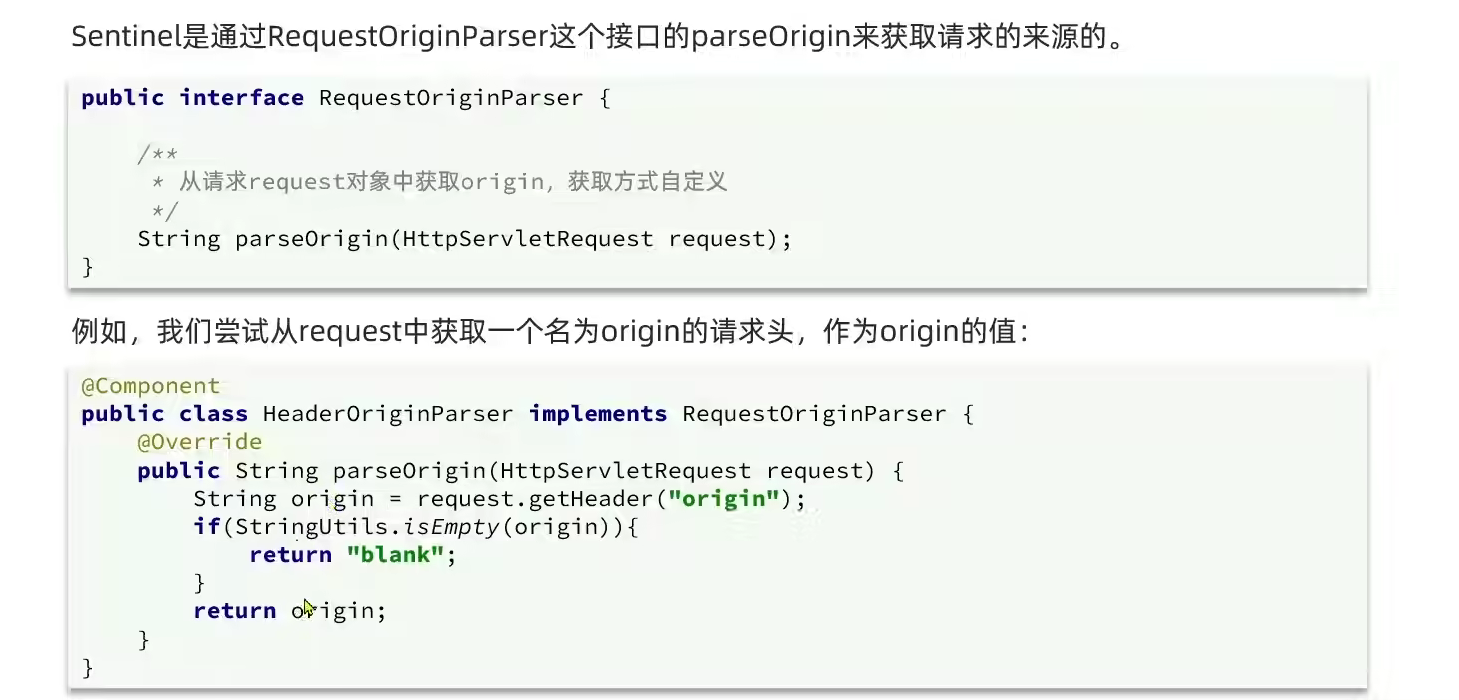 Sentinel是通过RequestOriginParser这个接口的parseOrigin来获取请求的来源的。
public interface RequestOriginParser {
/**
* 从请求request对象中获取origin，获取方式自定义
*/
String parseOrigin(HttpServletRequest request);
}
例如，我们尝试从request中获取一个名为origin的请求头，作为origin的值：
@Component
public class HeaderOriginParser implements RequestOriginParser {
@Override
public String parseOrigin(HttpServletRequest request) {
String origin = request.getHeader("origin");
if(StringUtils.isEmpty(origin)){
return "blank";
}
return origin;
}
}